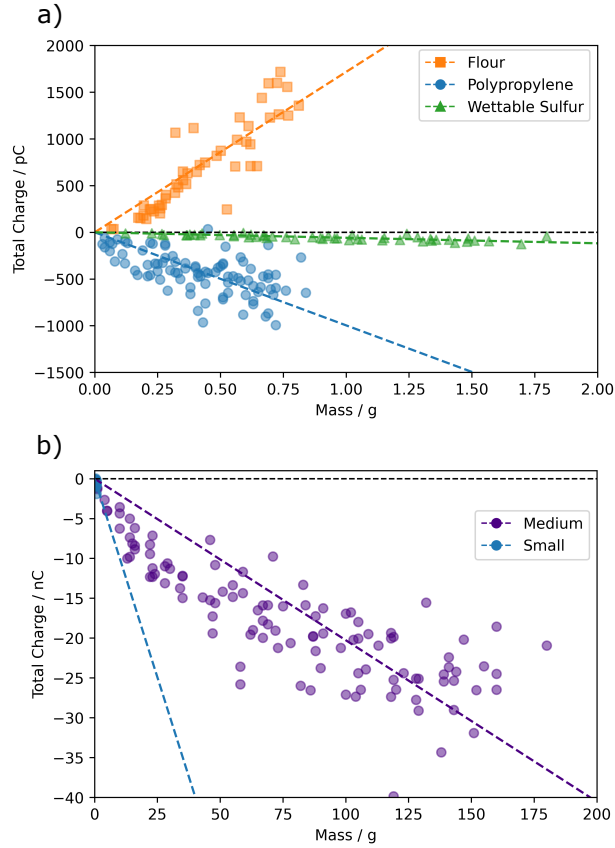 a)
2000
1500
1000
500
0
−500
−1000
−1500
Total Charge / pC
Flour
Polypropylene
Wettable Sulfur
0.00 0.25 0.50 0.75 1.00 1.25 1.50 1.75 2.00
Mass / g
b)
0
−5
−10
−15
−20
−25
−30
−35
−40
Total Charge / nC
Medium
Small
0 25 50 75 100 125 150 175 200
Mass / g